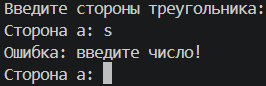 Введите стороны треугольника:
Сторона a: s
Ошибка: введите число!
Сторона a: